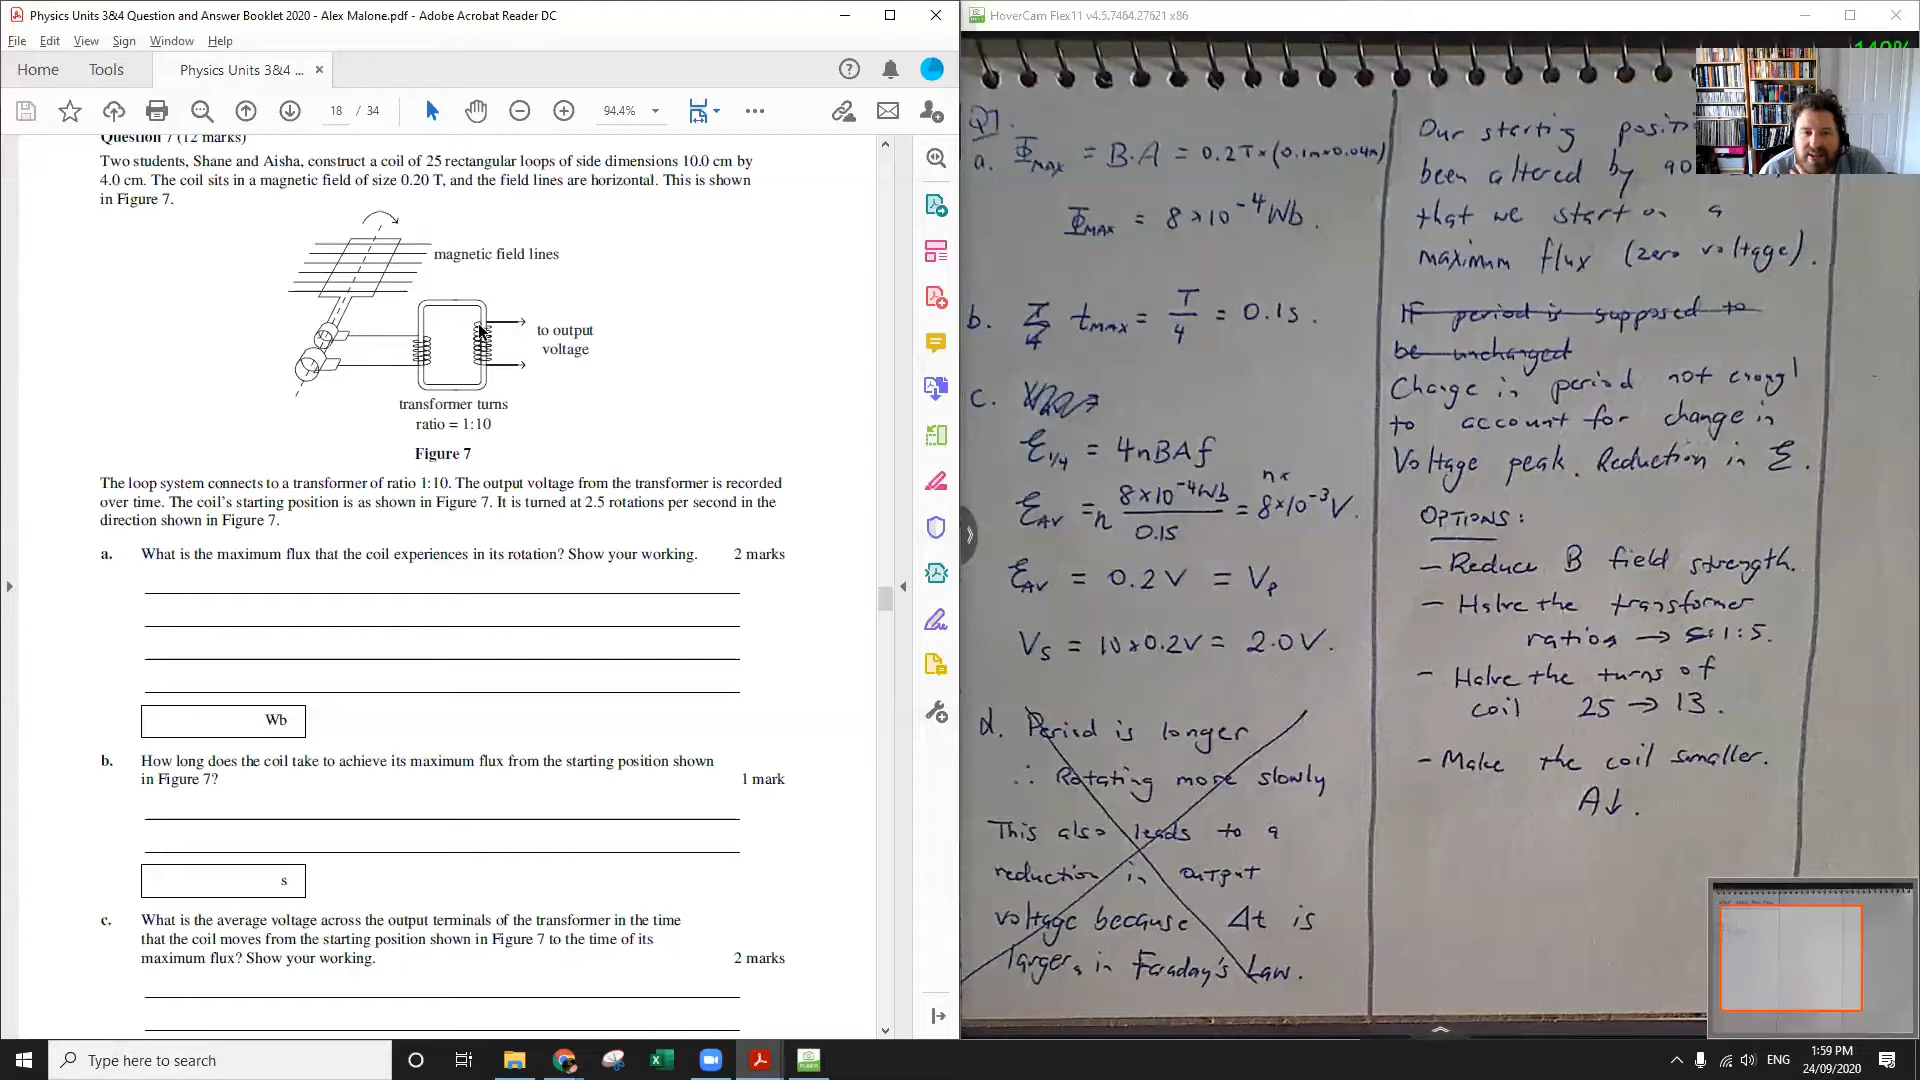 Physics Units 3&4 Question and Answer Booklet 2020 - Alex Malone.pdf - Adobe Acrobat Reader DC
File Edit View Sign Window Help
Home Tools Physics Units 3&4 ... ×
18 / 34 94.4%
Question 7 (12 marks)
Two students, Shane and Aisha, construct a coil of 25 rectangular loops of side dimensions 10.0 cm by
4.0 cm. The coil sits in a magnetic field of size 0.20 T, and the field lines are horizontal. This is shown
in Figure 7.
magnetic field lines
to output
voltage
transformer turns
ratio = 1:10
Figure 7
The loop system connects to a transformer of ratio 1:10. The output voltage from the transformer is recorded
over time. The coil's starting position is as shown in Figure 7. It is turned at 2.5 rotations per second in the
direction shown in Figure 7.
a. What is the maximum flux that the coil experiences in its rotation? Show your working. 2 marks
Wb
b. How long does the coil take to achieve its maximum flux from the starting position shown
in Figure 7? 1 mark
s
c. What is the average voltage across the output terminals of the transformer in the time
that the coil moves from the starting position shown in Figure 7 to the time of its
maximum flux? Show your working. 2 marks
HoverCam Flex11 v4.5.7464.27621 x86
Q7.
a. ΦMAX = B.A = 0.2T×(0.1m×0.04m)
ΦMAX = 8×10⁻⁴Wb.
b. tMAX = T/4 = 0.1s.
c.
ℰ1/4 = 4nBAf
ℰAV = n 8×10⁻⁴Wb / 0.1s = n× 8×10⁻³V.
ℰAV = 0.2V = Vp
Vs = 10×0.2V = 2.0V.
d. Period is longer
∴ Rotating more slowly
This also leads to a
reduction in output
voltage because Δt is
larger, in Faraday's Law.
Our starting
been altered by 90
that we start on a
maximum flux (zero voltage).
IF period is supposed to
be unchanged
Change in period not enough
to account for change in
Voltage peak. Reduction in ℰ.
OPTIONS:
- Reduce B field strength.
- Halve the transformer
ratios → 1:5.
- Halve the turns of
coil 25 → 13.
- Make the coil smaller.
A↓.
Type here to search
ENG
1:59 PM
24/09/2020